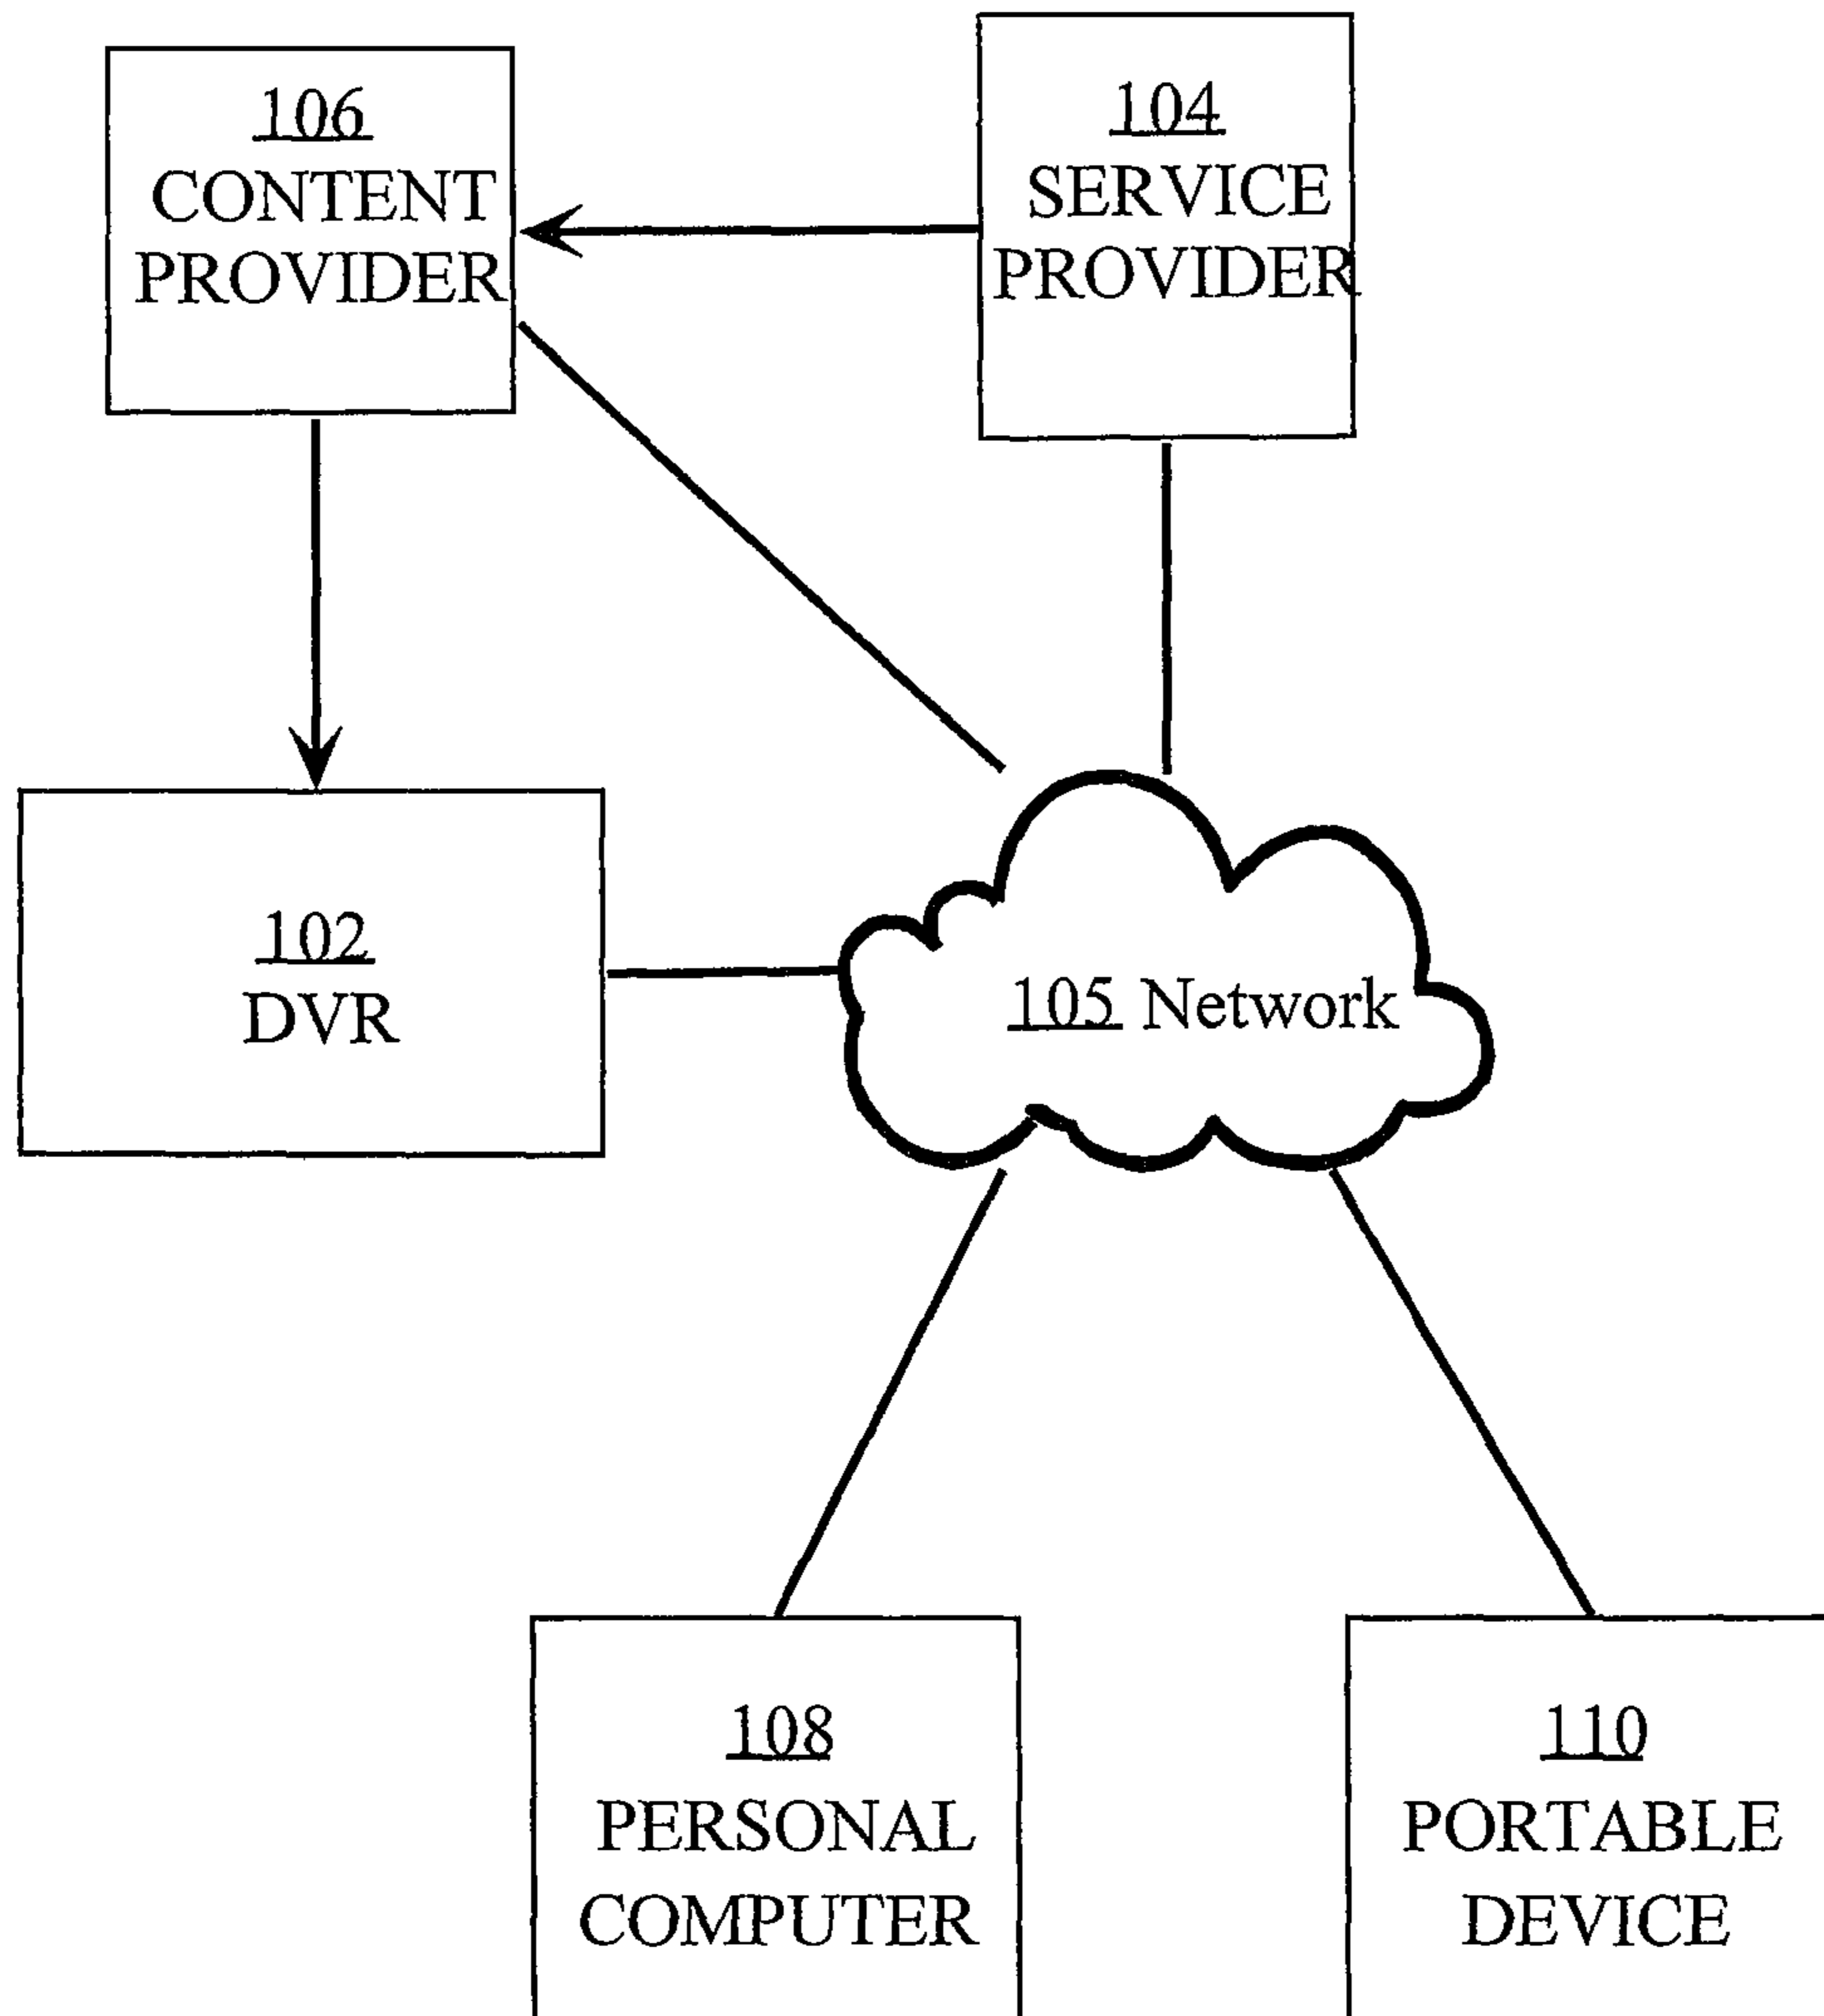 106
CONTENT
PROVIDER
104
SERVICE
PROVIDER
102
DVR
105 Network
108
PERSONAL
COMPUTER
110
PORTABLE
DEVICE